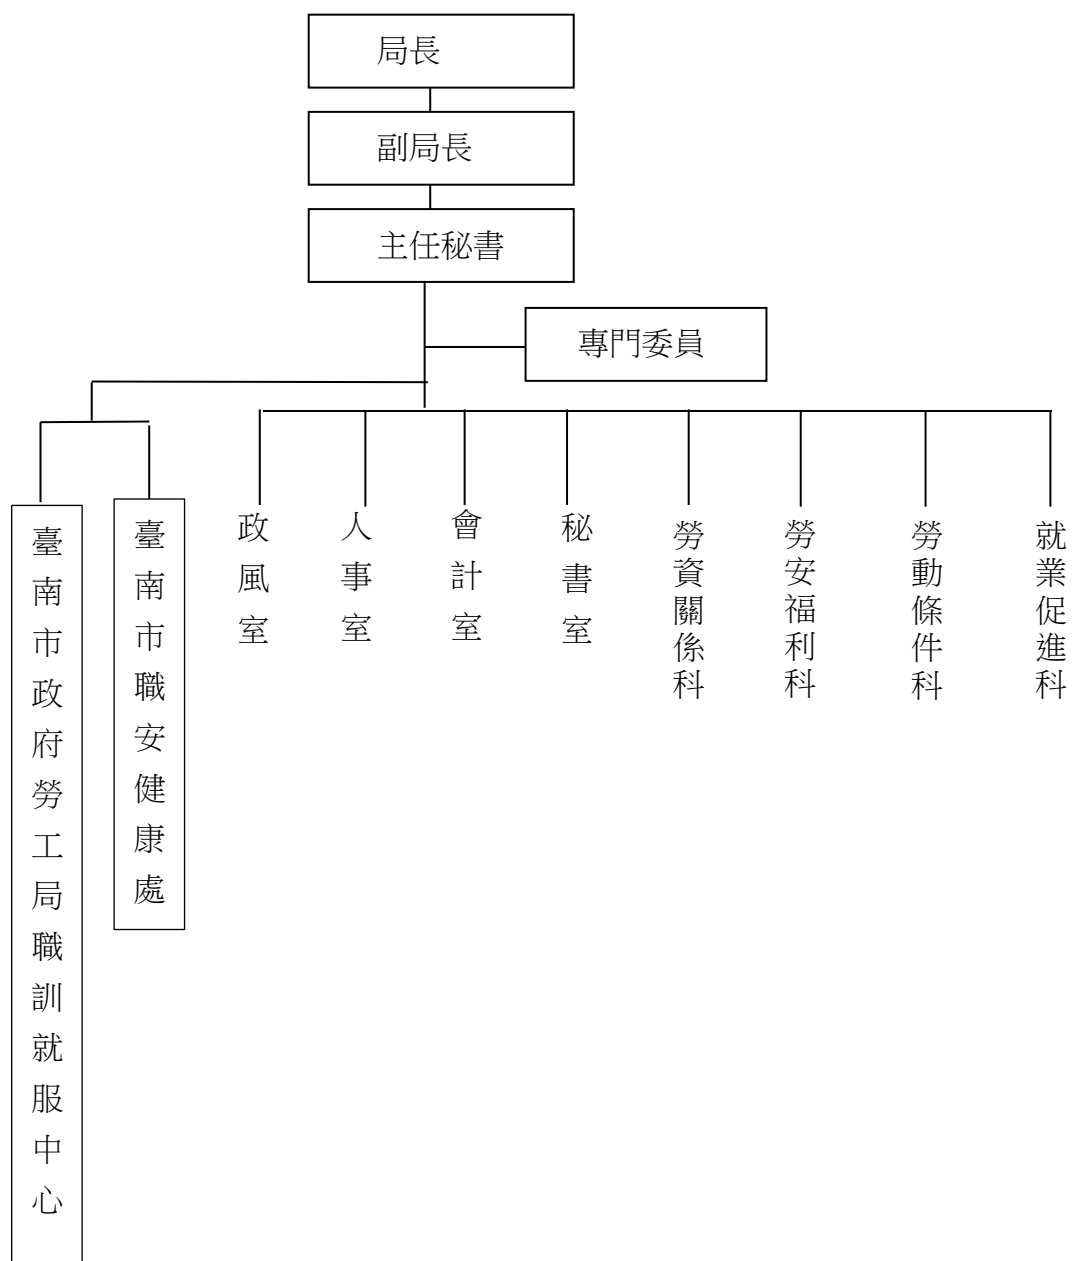 局長
副局長
主任秘書
專門委員
臺南市政府勞工局職訓就服中心
臺南市職安健康處
政風室
人事室
會計室
秘書室
勞資關係科
勞安福利科
勞動條件科
就業促進科